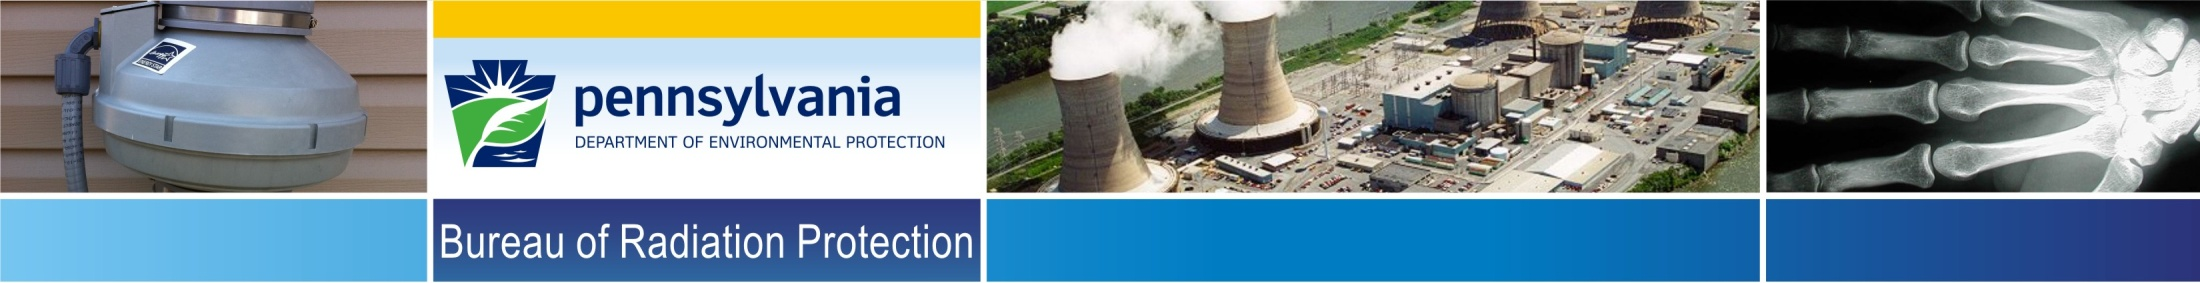 pennsylvania
DEPARTMENT OF ENVIRONMENTAL PROTECTION
Bureau of Radiation Protection